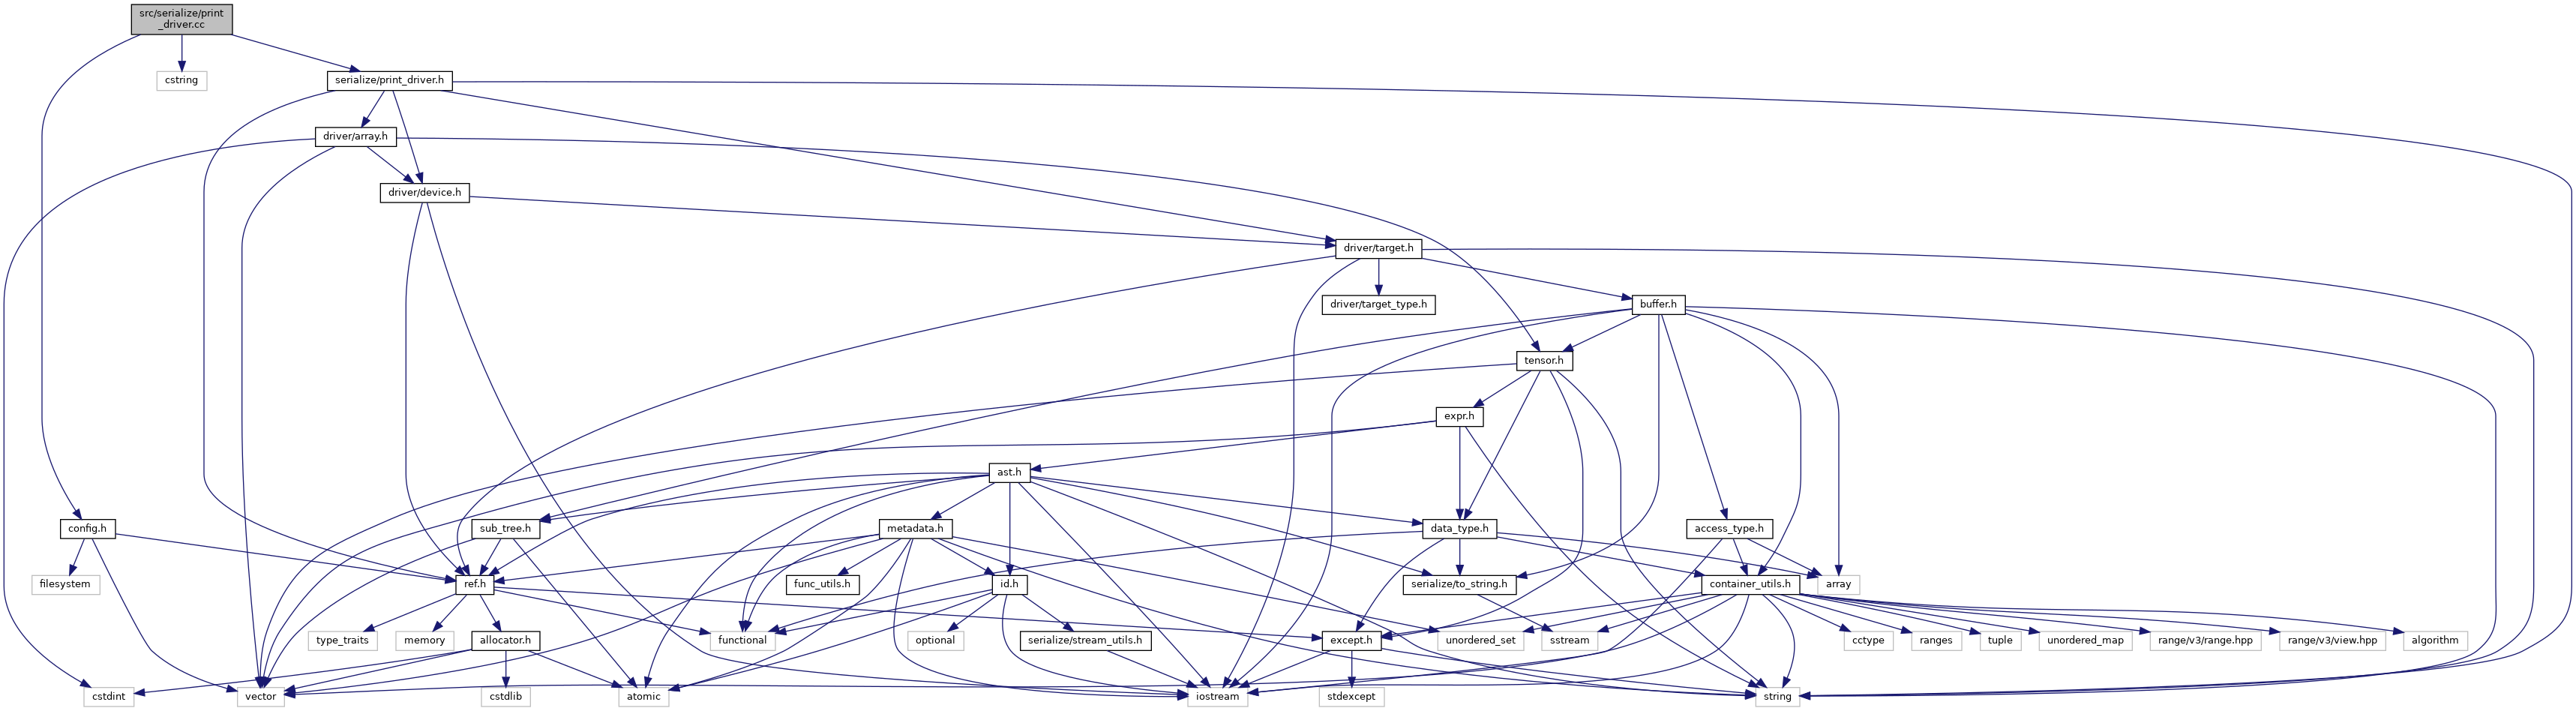 src/serialize/print
_driver.cc
cstring
serialize/print_driver.h
driver/array.h
driver/device.h
driver/target.h
driver/target_type.h
buffer.h
tensor.h
expr.h
ast.h
config.h
sub_tree.h
metadata.h
data_type.h
access_type.h
filesystem
ref.h
func_utils.h
id.h
serialize/to_string.h
container_utils.h
array
type_traits
memory
allocator.h
functional
optional
serialize/stream_utils.h
except.h
unordered_set
sstream
cctype
ranges
tuple
unordered_map
range/v3/range.hpp
range/v3/view.hpp
algorithm
cstdint
vector
cstdlib
atomic
iostream
stdexcept
string